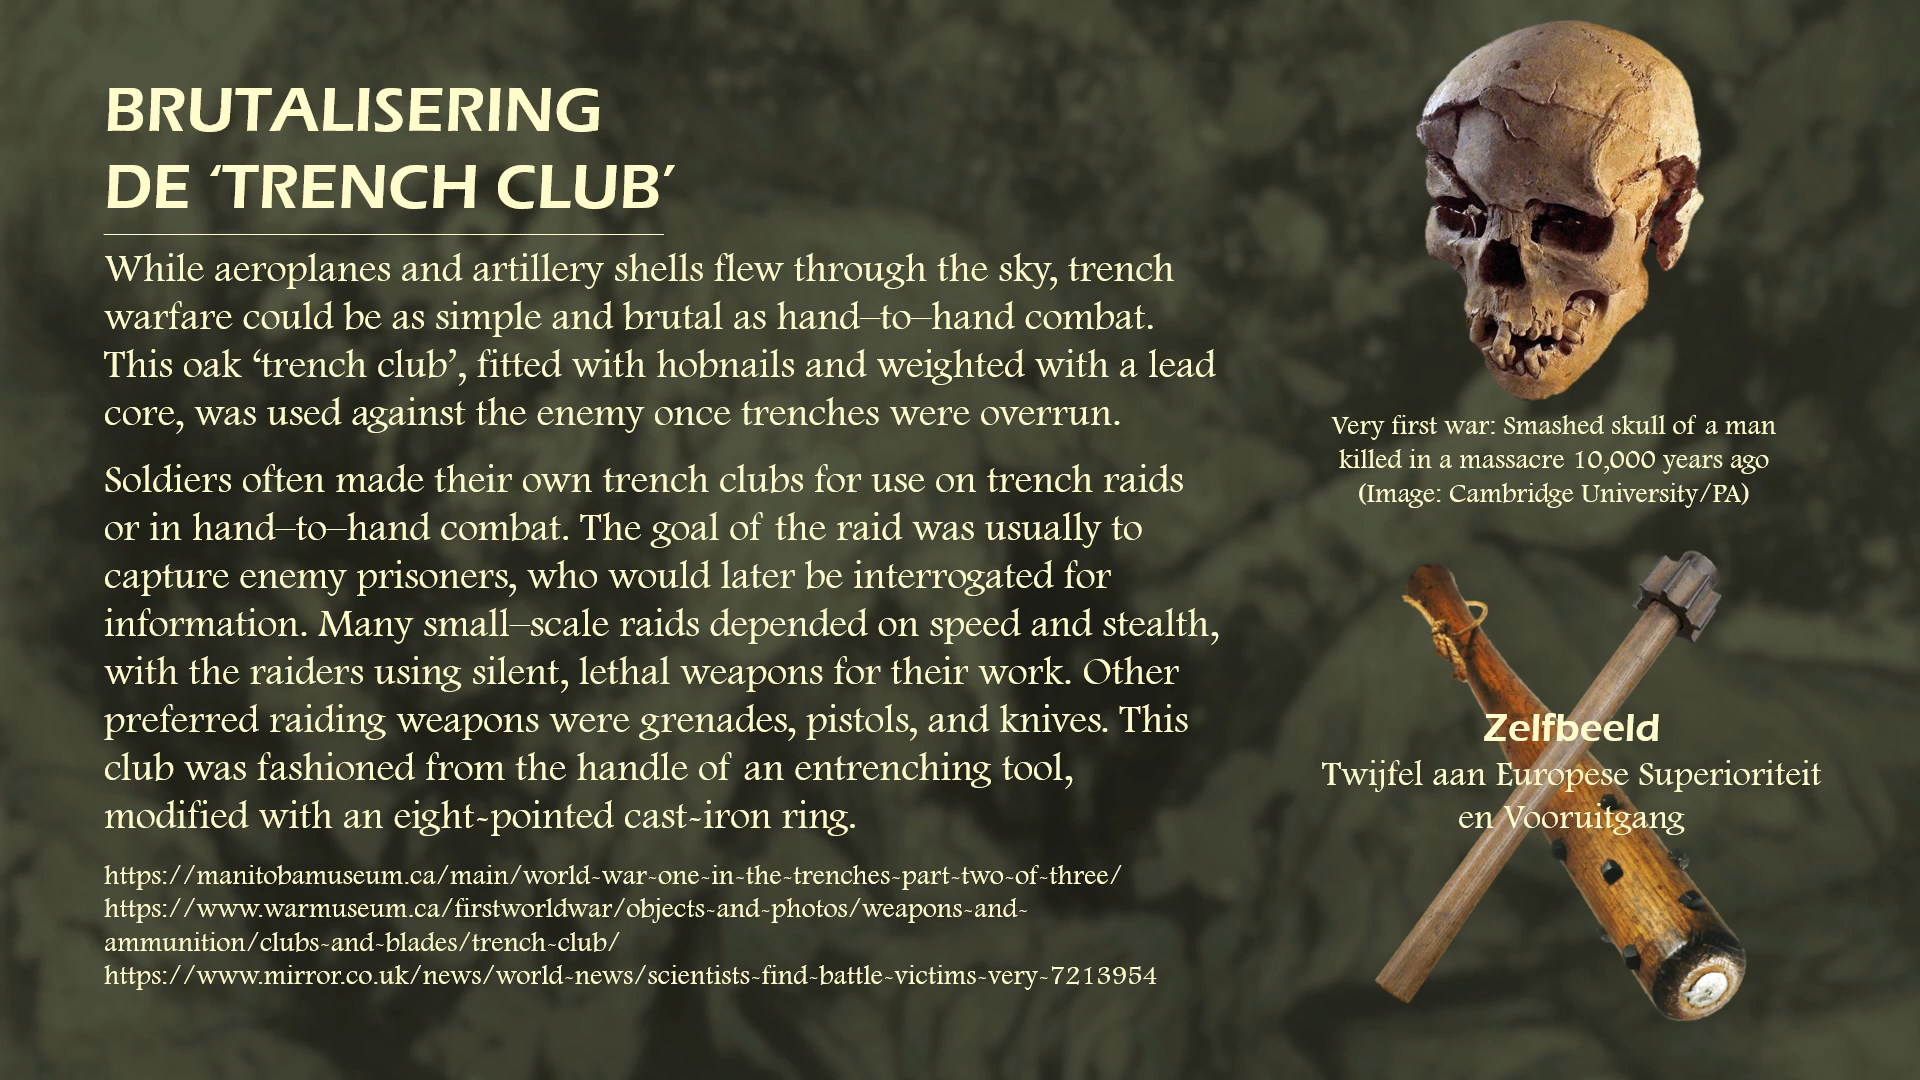 BRUTALISERING
DE ‘TRENCH CLUB’
While aeroplanes and artillery shells flew through the sky, trench
warfare could be as simple and brutal as hand–to–hand combat.
This oak ‘trench club’, fitted with hobnails and weighted with a lead
core, was used against the enemy once trenches were overrun.
Soldiers often made their own trench clubs for use on trench raids
or in hand–to–hand combat. The goal of the raid was usually to
capture enemy prisoners, who would later be interrogated for
information. Many small–scale raids depended on speed and stealth,
with the raiders using silent, lethal weapons for their work. Other
preferred raiding weapons were grenades, pistols, and knives. This
club was fashioned from the handle of an entrenching tool,
modified with an eight-pointed cast-iron ring.
https://manitobamuseum.ca/main/world-war-one-in-the-trenches-part-two-of-three/
https://www.warmuseum.ca/firstworldwar/objects-and-photos/weapons-and-
ammunition/clubs-and-blades/trench-club/
https://www.mirror.co.uk/news/world-news/scientists-find-battle-victims-very-7213954
Very first war: Smashed skull of a man
killed in a massacre 10,000 years ago
(Image: Cambridge University/PA)
Zelfbeeld
Twijfel aan Europese Superioriteit
en Vooruitgang